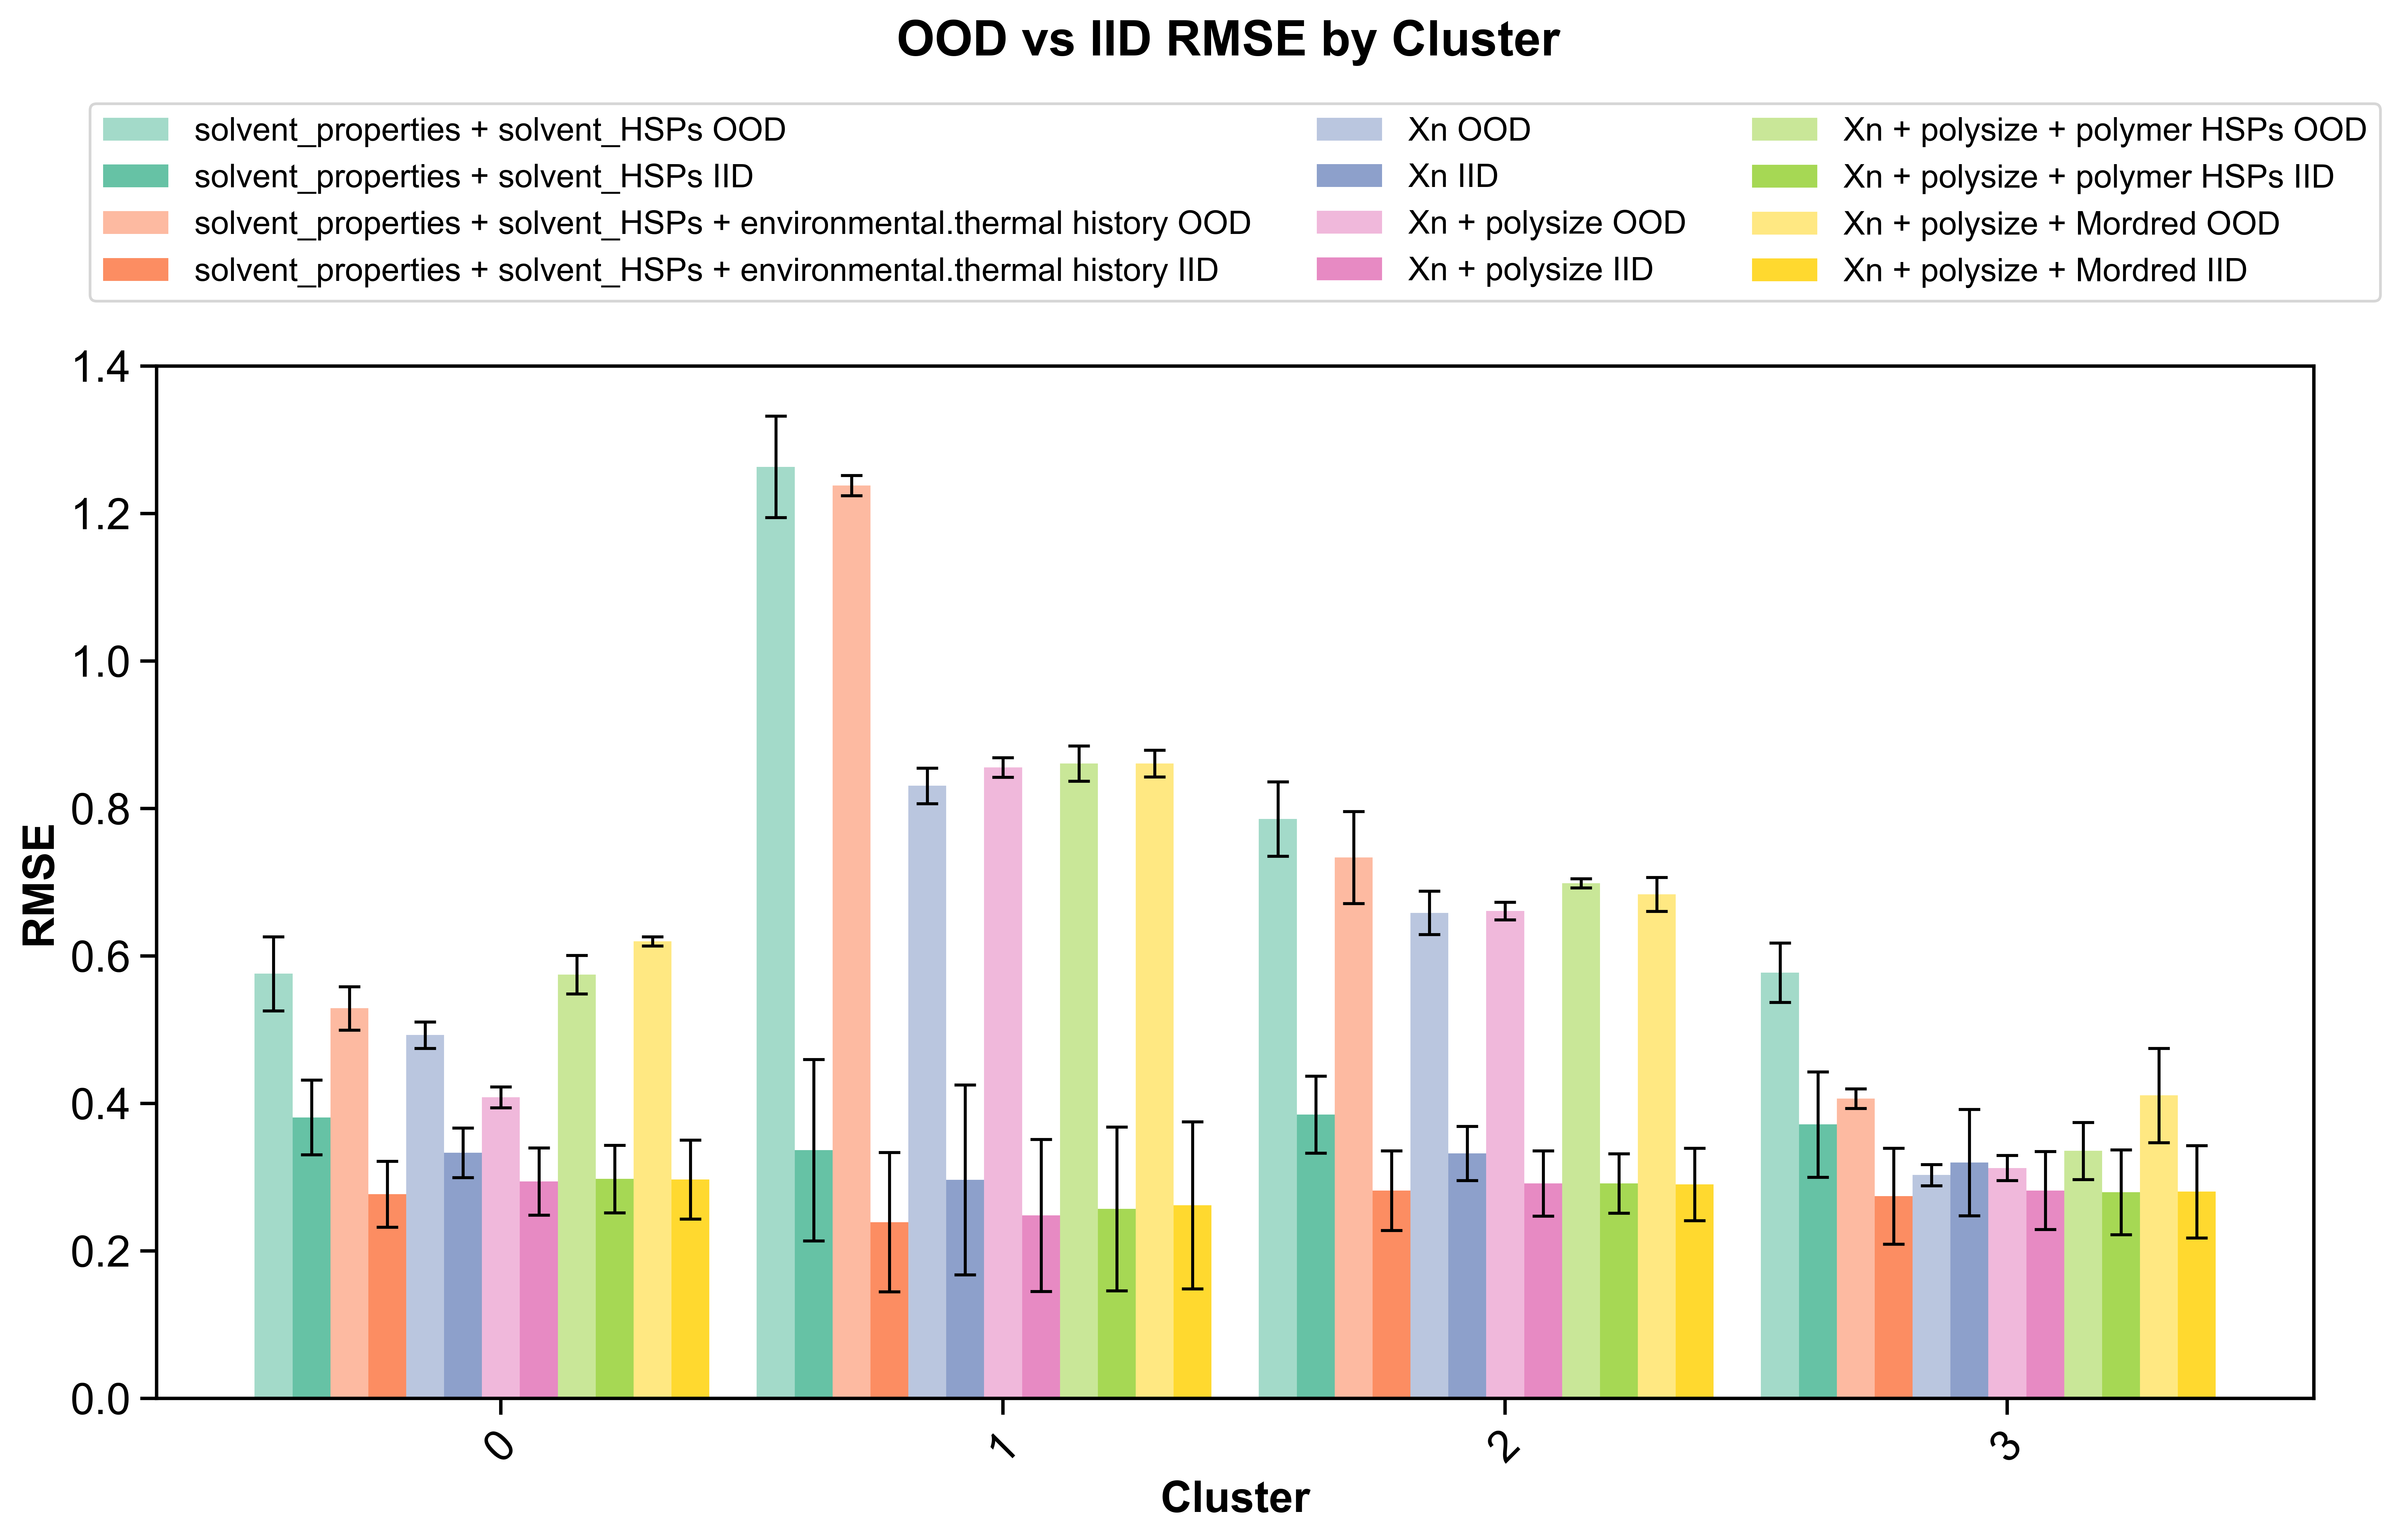 OOD vs IID RMSE by Cluster
solvent_properties + solvent_HSPs OOD
solvent_properties + solvent_HSPs IID
solvent_properties + solvent_HSPs + environmental.thermal history OOD
solvent_properties + solvent_HSPs + environmental.thermal history IID
Xn OOD
Xn IID
Xn + polysize OOD
Xn + polysize IID
Xn + polysize + polymer HSPs OOD
Xn + polysize + polymer HSPs IID
Xn + polysize + Mordred OOD
Xn + polysize + Mordred IID
1.4
1.2
1.0
0.8
0.6
0.4
0.2
0.0
RMSE
0
1
2
3
Cluster